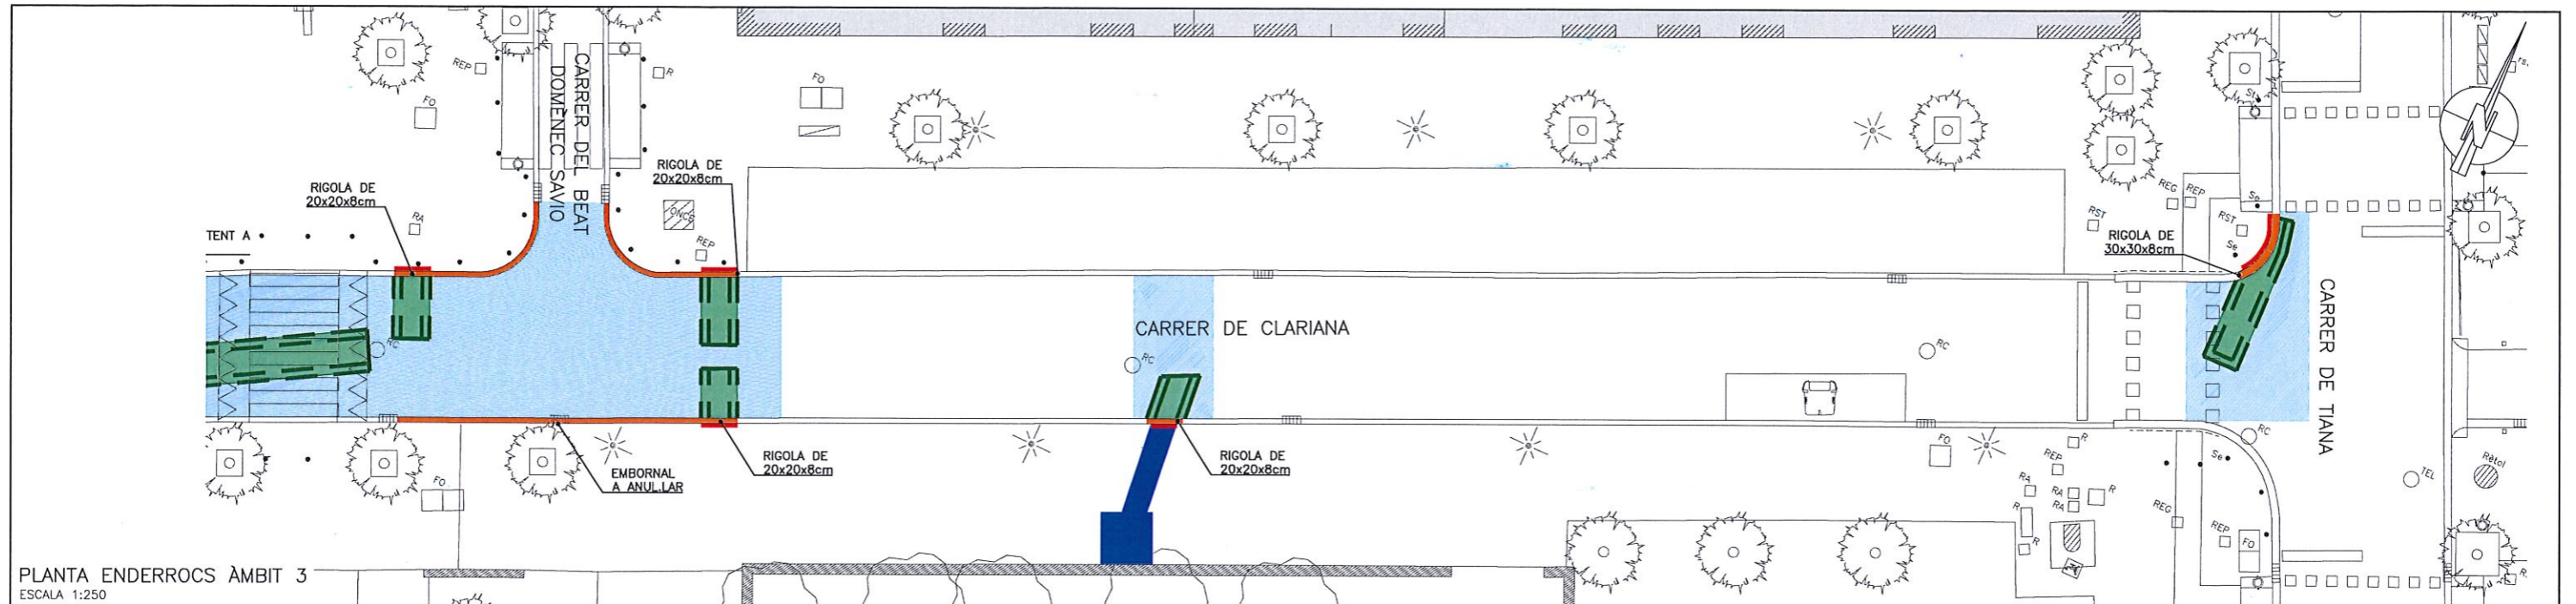 REP
R
FO
FO
CARRER DEL BEAT
DOMÈNEC SAVIO
RIGOLA DE
20x20x8cm
RIGOLA DE
20x20x8cm
RA
ONCE
REP
TENT A
RC
St
REG
REP
Se
RST
RST
Se
RIGOLA DE
30x30x8cm
CARRER DE CLARIANA
RC
RC
CARRER DE TIANA
RIGOLA DE
20x20x8cm
RIGOLA DE
20x20x8cm
EMBORNAL
A ANUL.LAR
FO
FO
R
REP
RA
RA
RA
R
R
R
RC
Se
REG
REP
FO
TEL
Rètol
R
PLANTA ENDERROCS ÀMBIT 3
ESCALA 1:250